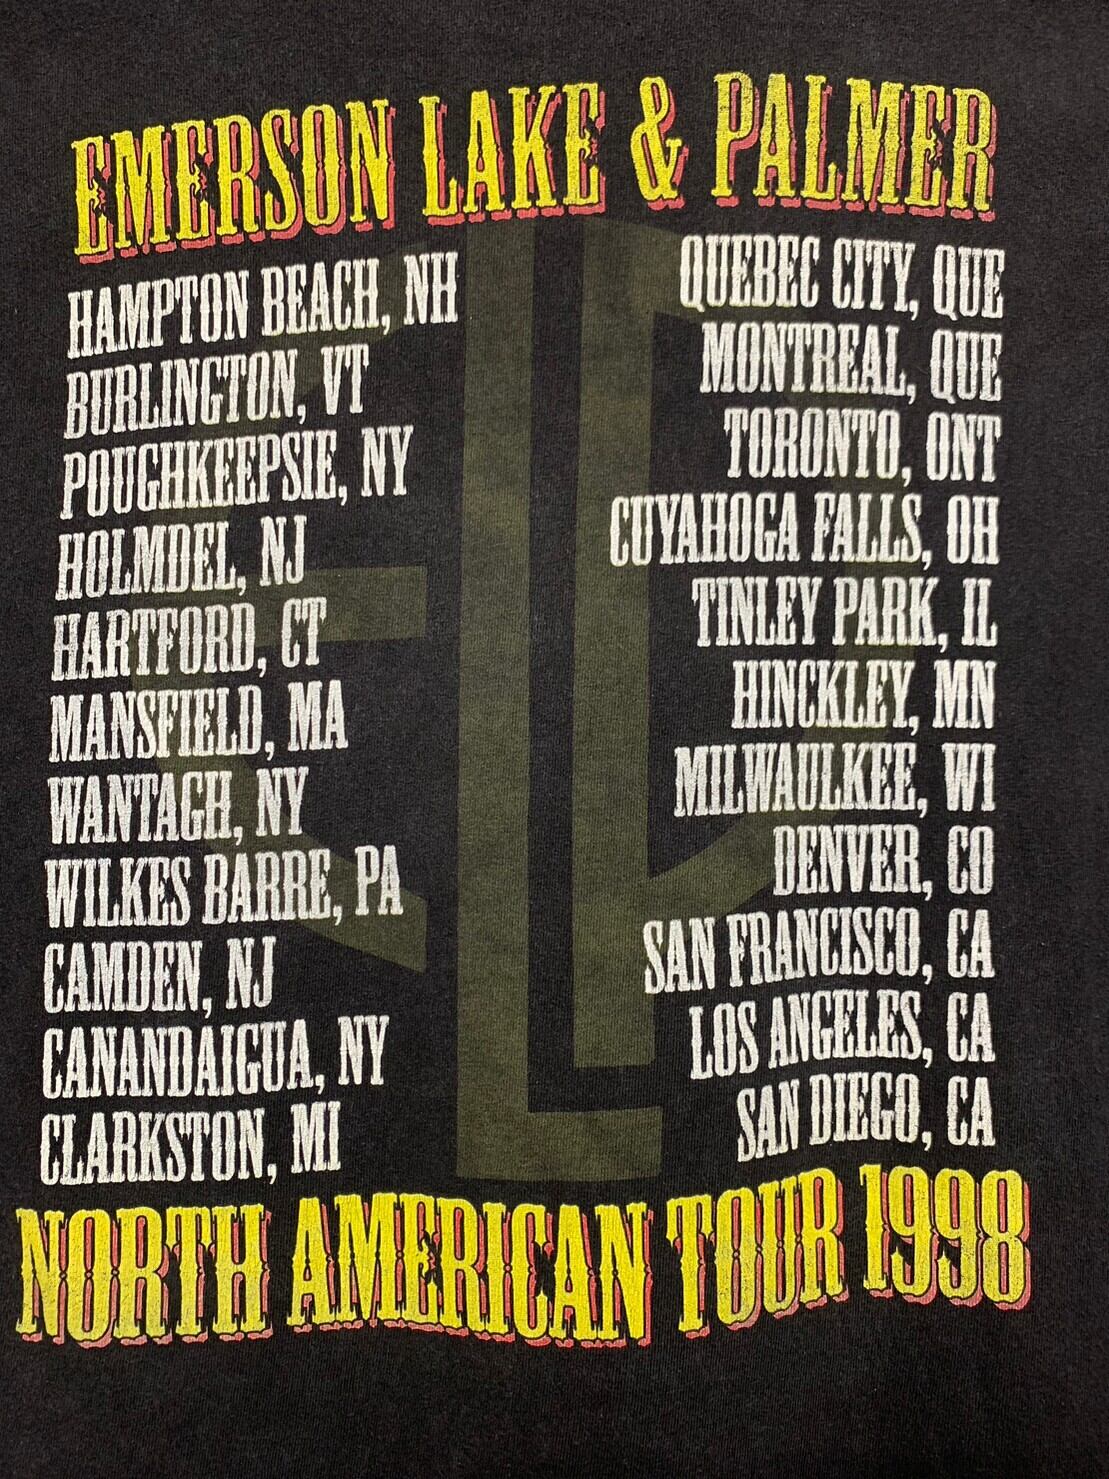 EMERSON LAKE & PALMER
HAMPTON BEACH, NH
BURLINGTON, VT
POUGHKEEPSIE, NY
HOLMDEL, NJ
HARTFORD, CT
MANSFIELD, MA
WANTAGH, NY
WILKES BARRE, PA
CAMDEN, NJ
CANANDAIGUA, NY
CLARKSTON, MI
QUEBEC CITY, QUE
MONTREAL, QUE
TORONTO, ONT
CUYAHOGA FALLS, OH
TINLEY PARK, IL
HINCKLEY, MN
MILWAULKEE, WI
DENVER, CO
SAN FRANCISCO, CA
LOS ANGELES, CA
SAN DIEGO, CA
NORTH AMERICAN TOUR 1998
ELP